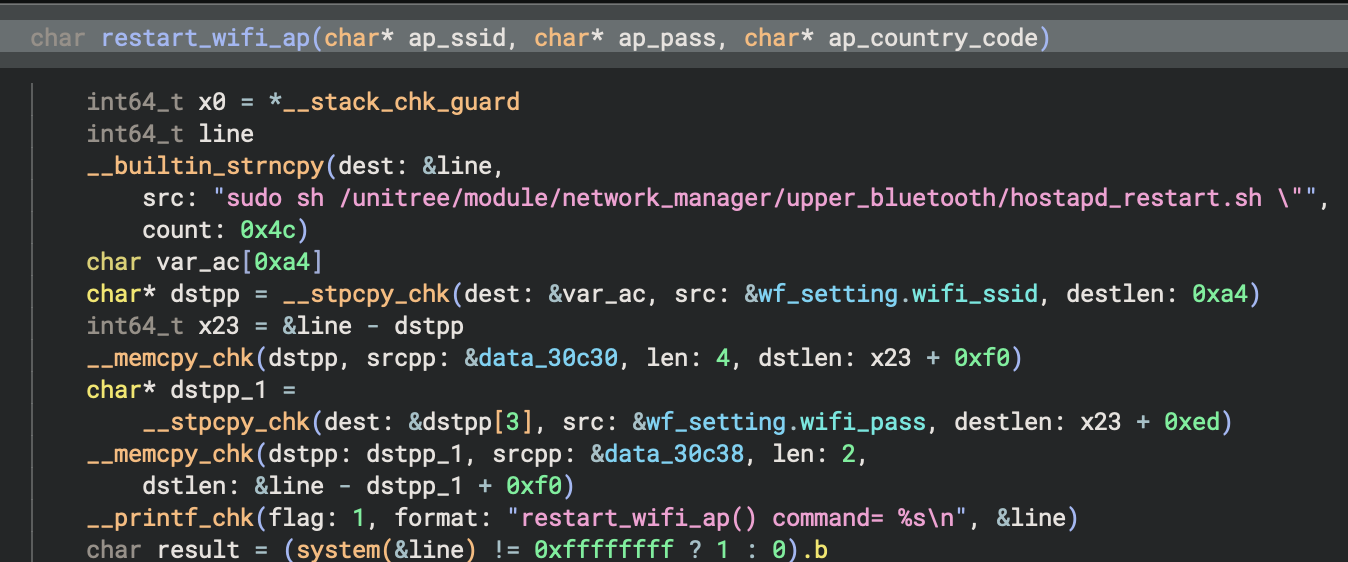 char restart_wifi_ap(char* ap_ssid, char* ap_pass, char* ap_country_code)
int64_t x0 = *__stack_chk_guard
int64_t line
__builtin_strncpy(dest: &line,
src: "sudo sh /unitree/module/network_manager/upper_bluetooth/hostapd_restart.sh \"",
count: 0x4c)
char var_ac[0xa4]
char* dstpp = __stpcpy_chk(dest: &var_ac, src: &wf_setting.wifi_ssid, destlen: 0xa4)
int64_t x23 = &line - dstpp
__memcpy_chk(dstpp, srcpp: &data_30c30, len: 4, dstlen: x23 + 0xf0)
char* dstpp_1 =
__stpcpy_chk(dest: &dstpp[3], src: &wf_setting.wifi_pass, destlen: x23 + 0xed)
__memcpy_chk(dstpp: dstpp_1, srcpp: &data_30c38, len: 2,
dstlen: &line - dstpp_1 + 0xf0)
__printf_chk(flag: 1, format: "restart_wifi_ap() command= %s\n", &line)
char result = (system(&line) != 0xffffffff ? 1 : 0).b